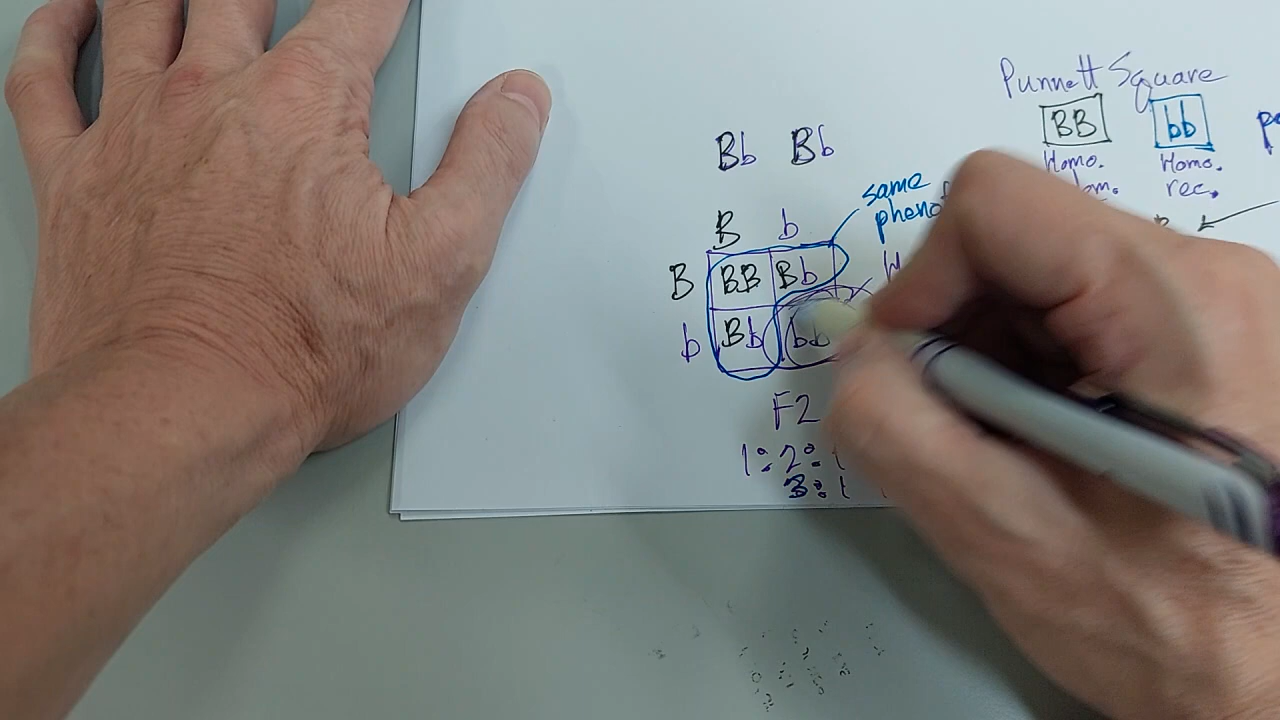 Punnett Square
BB bb
Homo. Homo.
rec.
Bb Bb
same
B b
B BB Bb
b Bb bb
F2
1:2:1
3:1